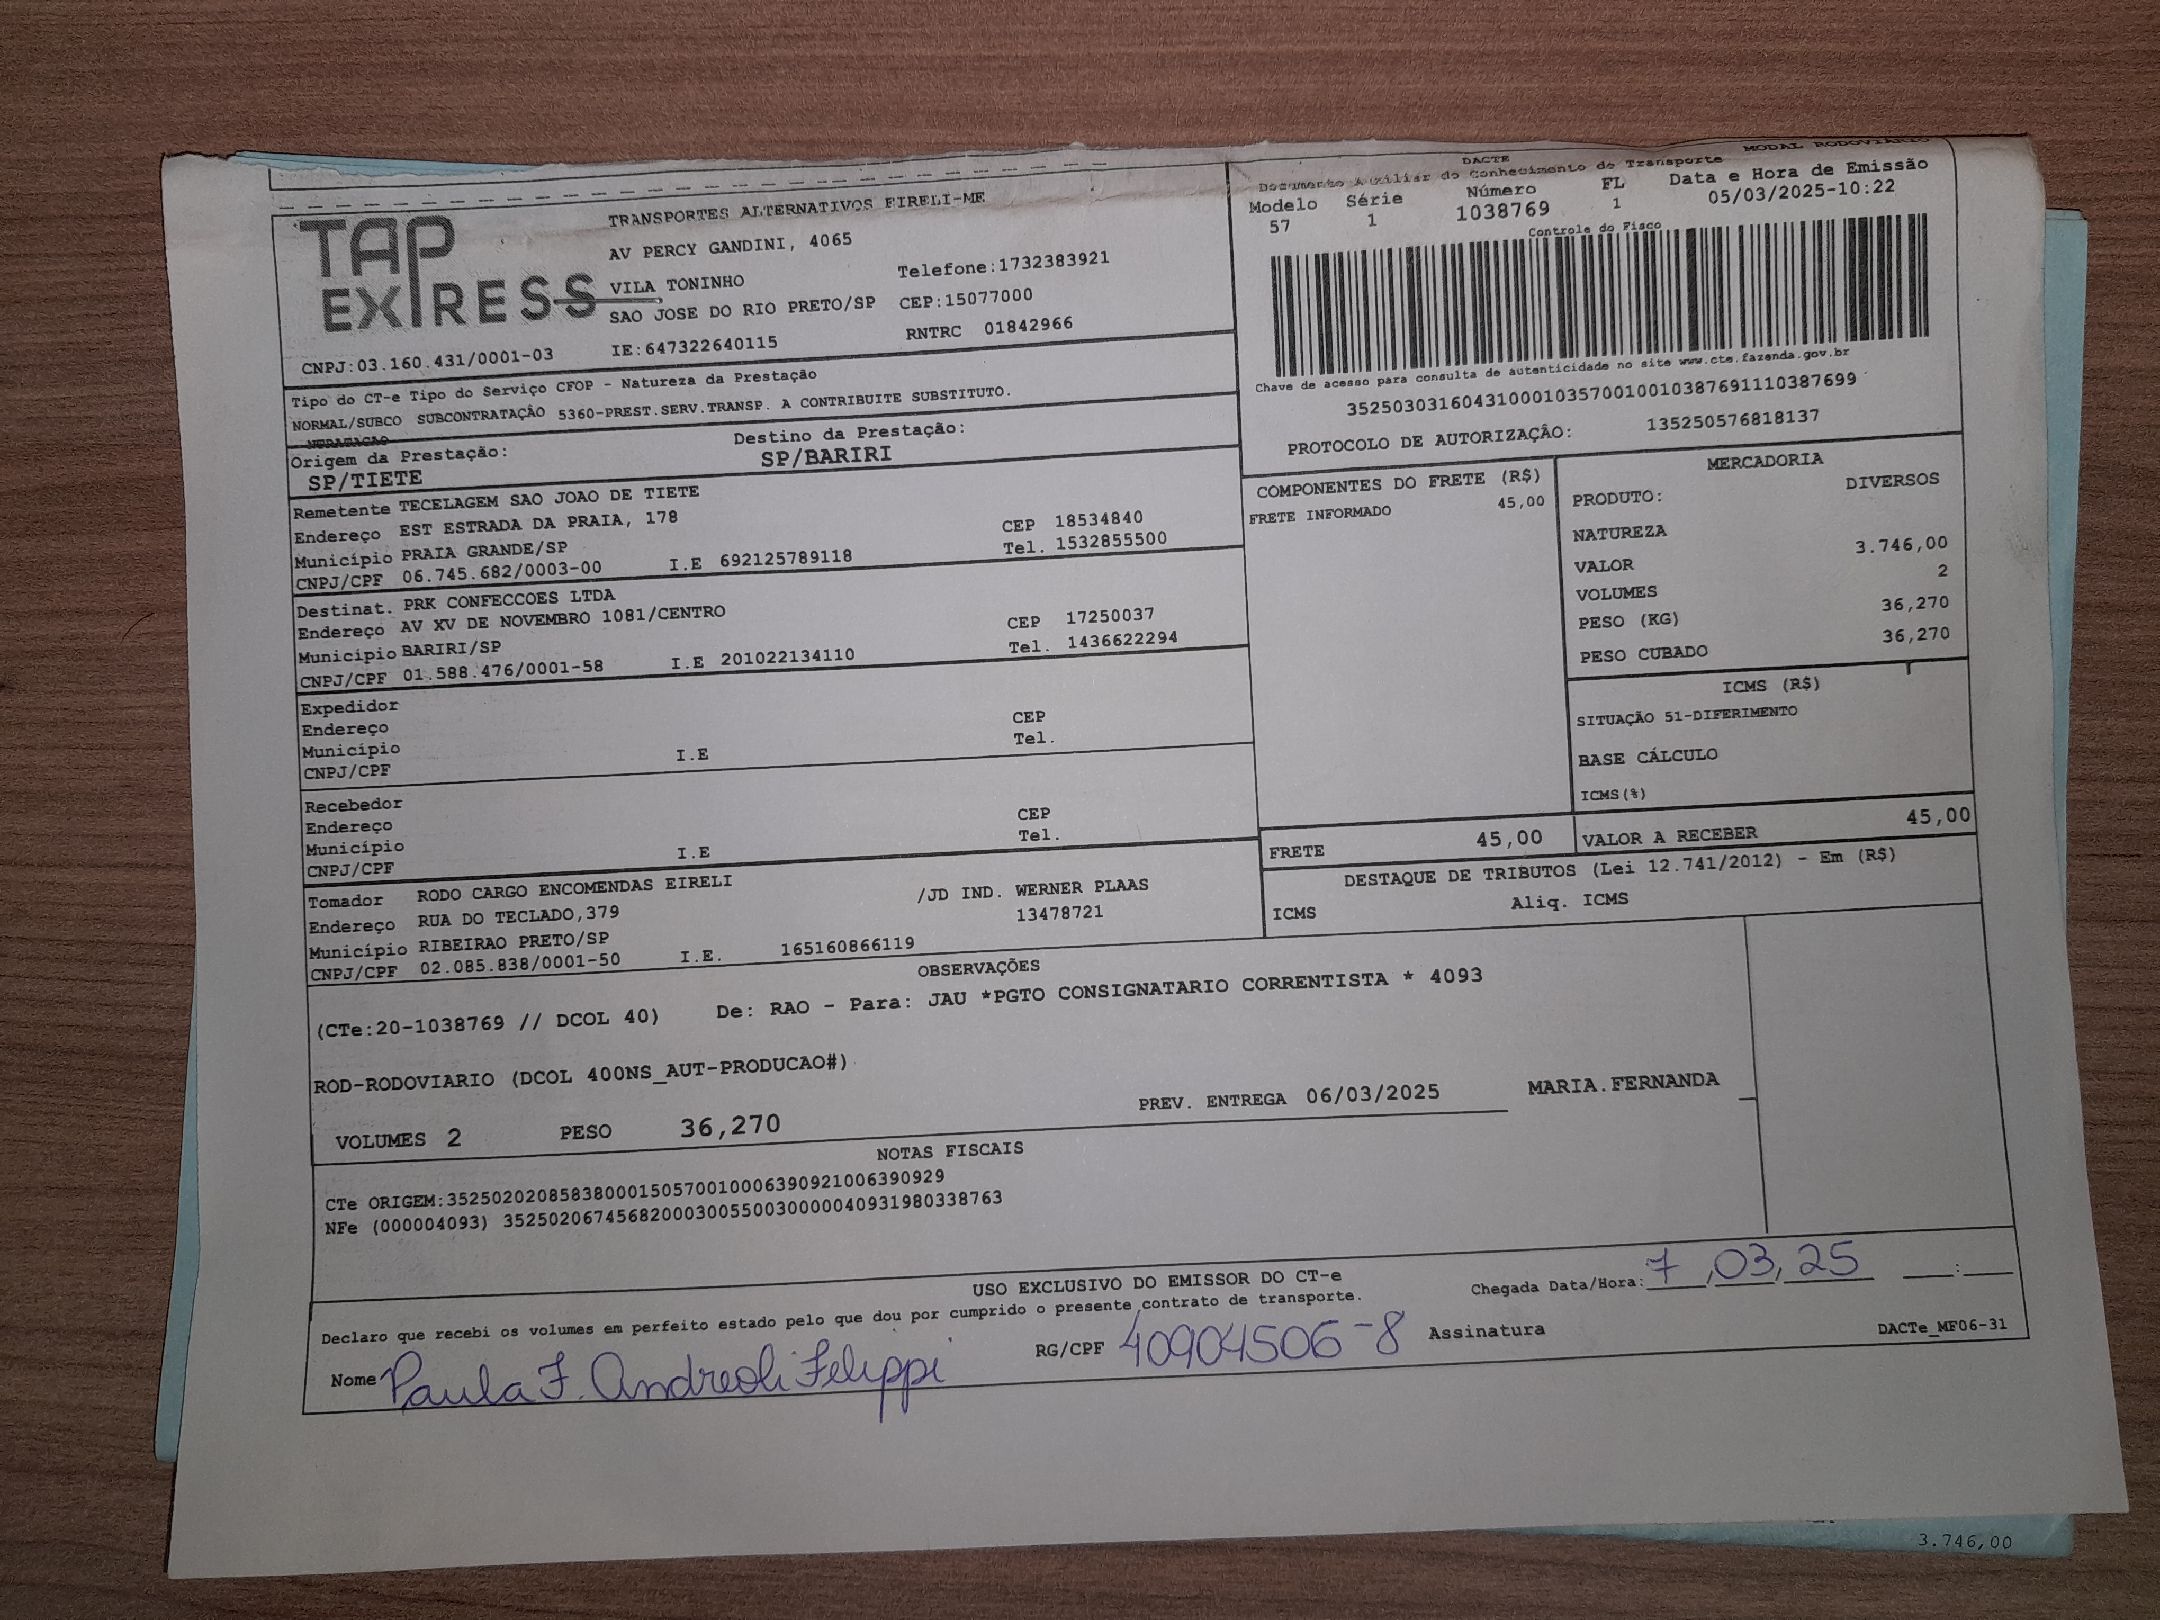 TAP EXPRESS
TRANSPORTES ALTERNATIVOS EIRELI-ME
AV PERCY GANDINI, 4065
VILA TONINHO
Telefone:1732383921
SAO JOSE DO RIO PRETO/SP CEP:15077000
CNPJ:03.160.431/0001-03 IE:647322640115 RNTRC 01842966
DACTE MODAL RODOVIÁRIO
Documento Auxiliar do Conhecimento de Transporte
Modelo Série Número FL Data e Hora de Emissão
57 1 1038769 1 05/03/2025-10:22
Controle do Fisco
Chave de acesso para consulta de autenticidade no site www.cte.fazenda.gov.br
35250303160431000103570010010387691110387699
PROTOCOLO DE AUTORIZAÇÃO: 135250576818137
Tipo do CT-e Tipo do Serviço CFOP - Natureza da Prestação
NORMAL/SUBCO SUBCONTRATAÇÃO 5360-PREST.SERV.TRANSP. A CONTRIBUITE SUBSTITUTO.
Origem da Prestação: Destino da Prestação:
SP/TIETE SP/BARIRI
Remetente TECELAGEM SAO JOAO DE TIETE
Endereço EST ESTRADA DA PRAIA, 178 CEP 18534840
Município PRAIA GRANDE/SP Tel. 1532855500
CNPJ/CPF 06.745.682/0003-00 I.E 692125789118
Destinat. PRK CONFECCOES LTDA
Endereço AV XV DE NOVEMBRO 1081/CENTRO CEP 17250037
Município BARIRI/SP Tel. 1436622294
CNPJ/CPF 01.588.476/0001-58 I.E 201022134110
Expedidor
Endereço CEP
Município Tel.
CNPJ/CPF I.E
Recebedor
Endereço CEP
Município Tel.
CNPJ/CPF I.E
Tomador RODO CARGO ENCOMENDAS EIRELI /JD IND. WERNER PLAAS
Endereço RUA DO TECLADO,379 13478721
Município RIBEIRAO PRETO/SP
CNPJ/CPF 02.085.838/0001-50 I.E. 165160866119
COMPONENTES DO FRETE (R$)
FRETE INFORMADO 45,00
MERCADORIA
PRODUTO: DIVERSOS
NATUREZA
VALOR 3.746,00
VOLUMES 2
PESO (KG) 36,270
PESO CUBADO 36,270
ICMS (R$)
SITUAÇÃO 51-DIFERIMENTO
BASE CÁLCULO
ICMS(%)
FRETE 45,00 VALOR A RECEBER 45,00
DESTAQUE DE TRIBUTOS (Lei 12.741/2012) - Em (R$)
ICMS Aliq. ICMS
OBSERVAÇÕES
(CTe:20-1038769 // DCOL 40) De: RAO - Para: JAU *PGTO CONSIGNATARIO CORRENTISTA * 4093
ROD-RODOVIARIO (DCOL 400NS_AUT-PRODUCAO#)
VOLUMES 2 PESO 36,270 PREV. ENTREGA 06/03/2025 MARIA.FERNANDA
NOTAS FISCAIS
CTe ORIGEM:35250202085838000150570010006390921006390929
NFe (000004093) 35250206745682000300550030000040931980338763
USO EXCLUSIVO DO EMISSOR DO CT-e
Chegada Data/Hora: 7,03,25 :
Declaro que recebi os volumes em perfeito estado pelo que dou por cumprido o presente contrato de transporte.
Nome Paula F. Andreoli Felippi RG/CPF 40904506-8 Assinatura DACTe_MF06-31
3.746,00